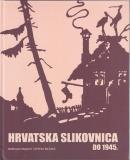 HRVATSKA SLIKOVNICA
DO 1945.